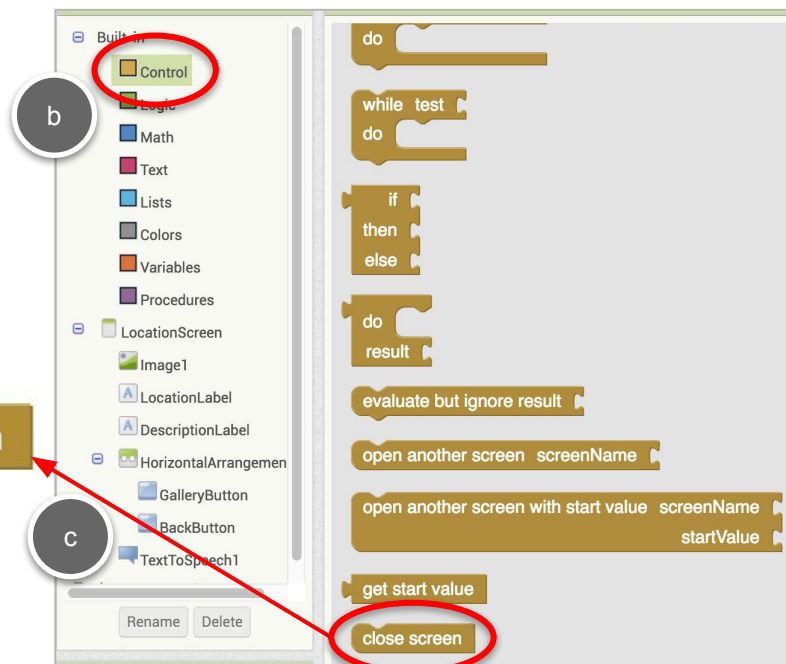 Built-in
Control
b
Logic
Math
Text
Lists
Colors
Variables
Procedures
LocationScreen
Image1
A LocationLabel
A DescriptionLabel
HorizontalArrangemen
GalleryButton
BackButton
c
TextToSpeech1
Rename Delete
do
while test
do
if
then
else
do
result
evaluate but ignore result
open another screen screenName
open another screen with start value screenName
startValue
get start value
close screen